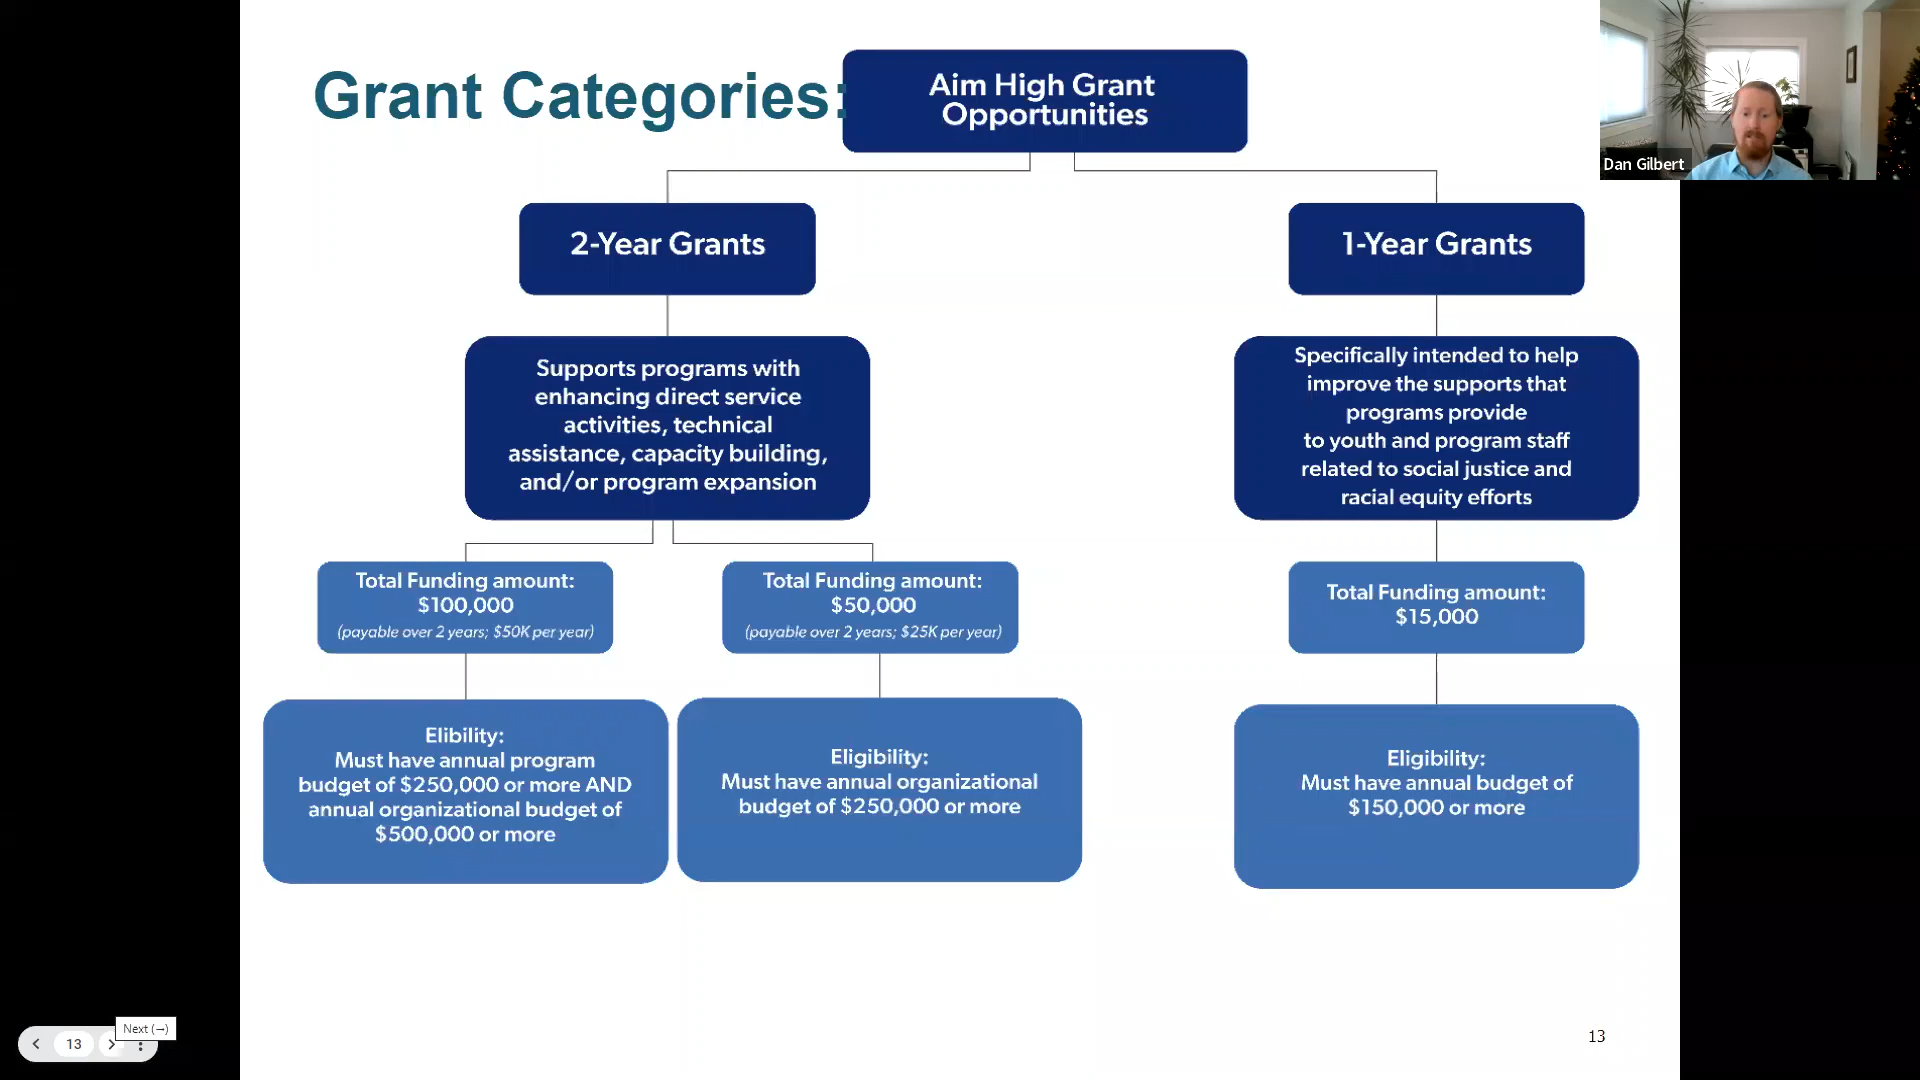 Grant Categories:
Aim High Grant
Opportunities
Dan Gilbert
2-Year Grants
1-Year Grants
Supports programs with
enhancing direct service
activities, technical
assistance, capacity building,
and/or program expansion
Specifically intended to help
improve the supports that
programs provide
to youth and program staff
related to social justice and
racial equity efforts
Total Funding amount:
$100,000
(payable over 2 years; $50K per year)
Total Funding amount:
$50,000
(payable over 2 years; $25K per year)
Total Funding amount:
$15,000
Elibility:
Must have annual program
budget of $250,000 or more AND
annual organizational budget of
$500,000 or more
Eligibility:
Must have annual organizational
budget of $250,000 or more
Eligibility:
Must have annual budget of
$150,000 or more
Next (→)
13
13